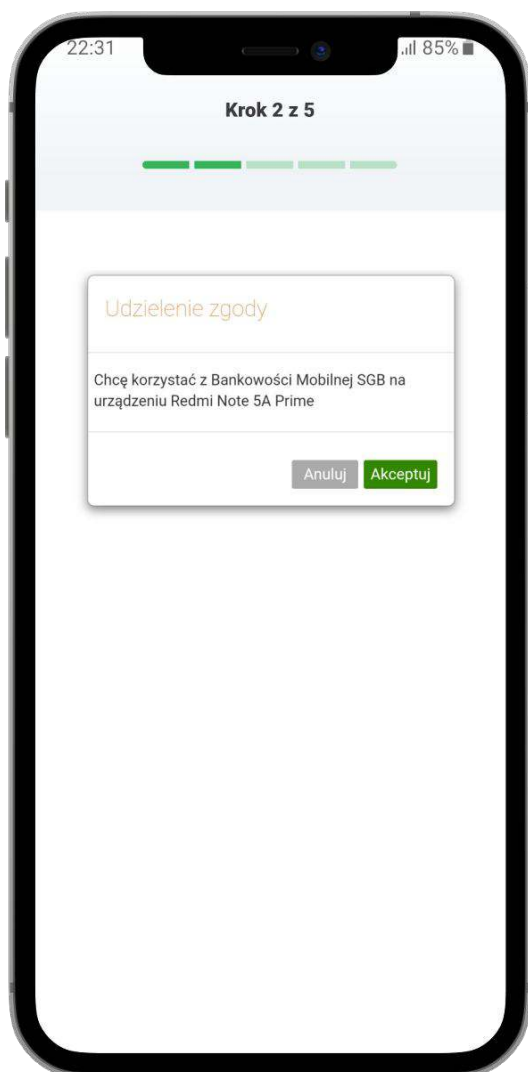 22:31
85%
Krok 2 z 5
Udzielenie zgody
Chcę korzystać z Bankowości Mobilnej SGB na
urządzeniu Redmi Note 5A Prime
Anuluj Akceptuj